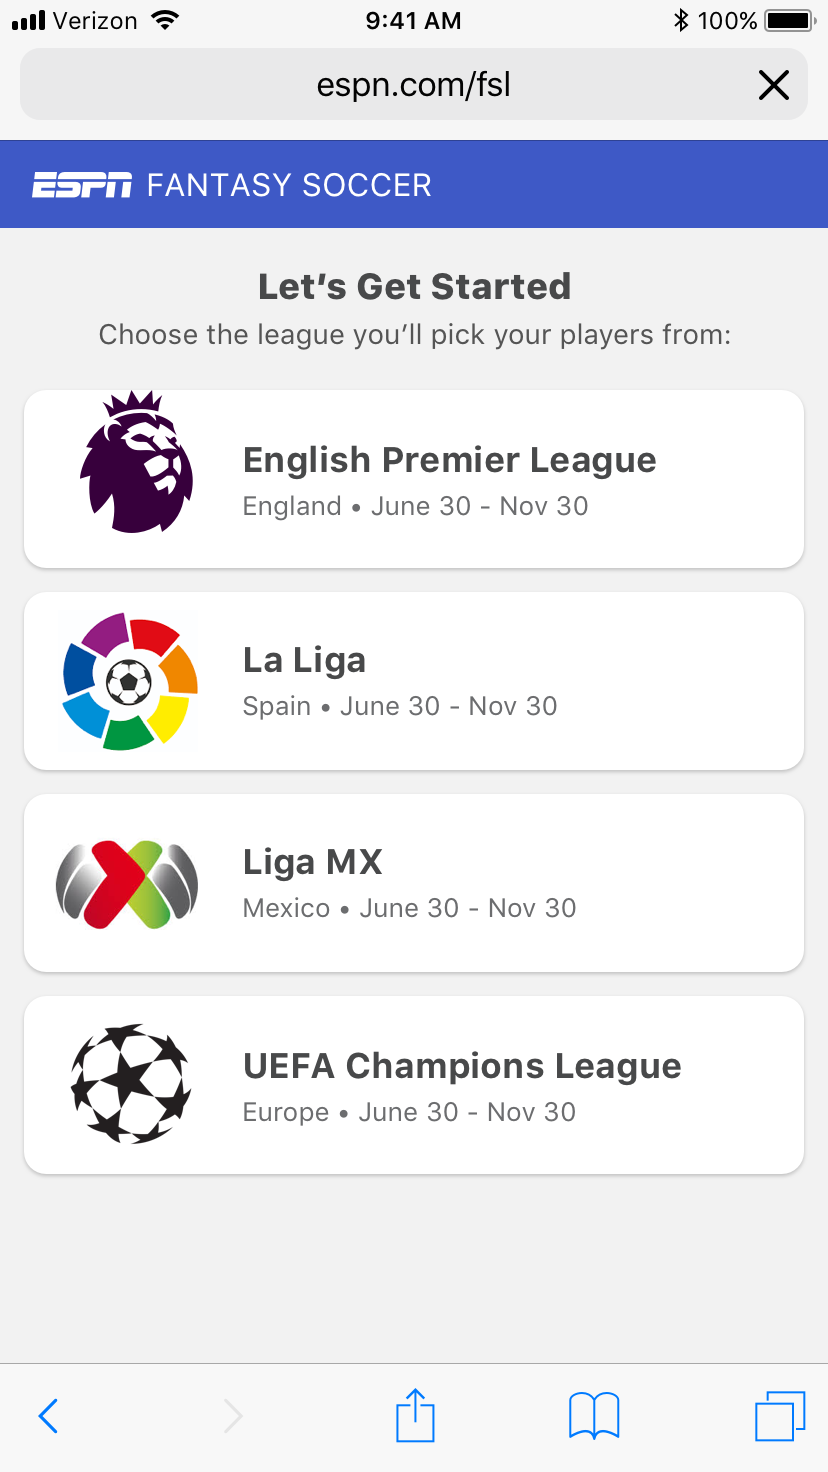 Verizon 9:41 AM 100%
espn.com/fsl
ESPN FANTASY SOCCER
Let’s Get Started
Choose the league you’ll pick your players from:
English Premier League
England • June 30 - Nov 30
La Liga
Spain • June 30 - Nov 30
Liga MX
Mexico • June 30 - Nov 30
UEFA Champions League
Europe • June 30 - Nov 30